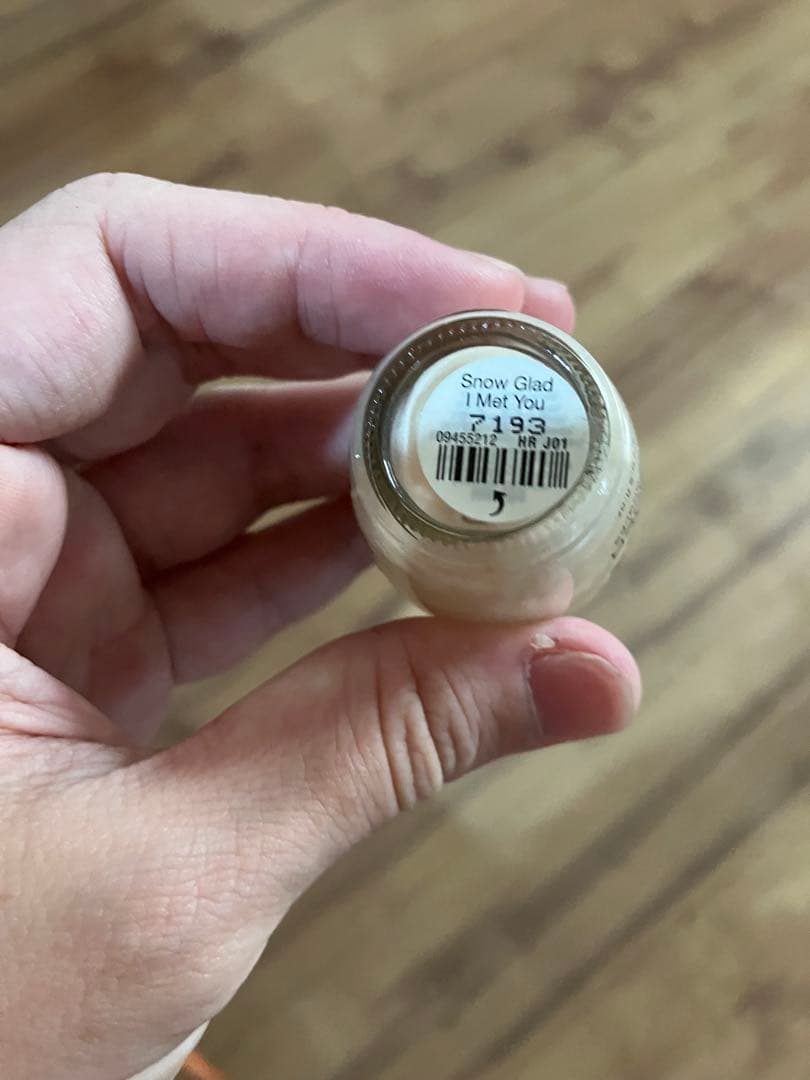 Snow Glad
I Met You
7193
09455212 HR J01